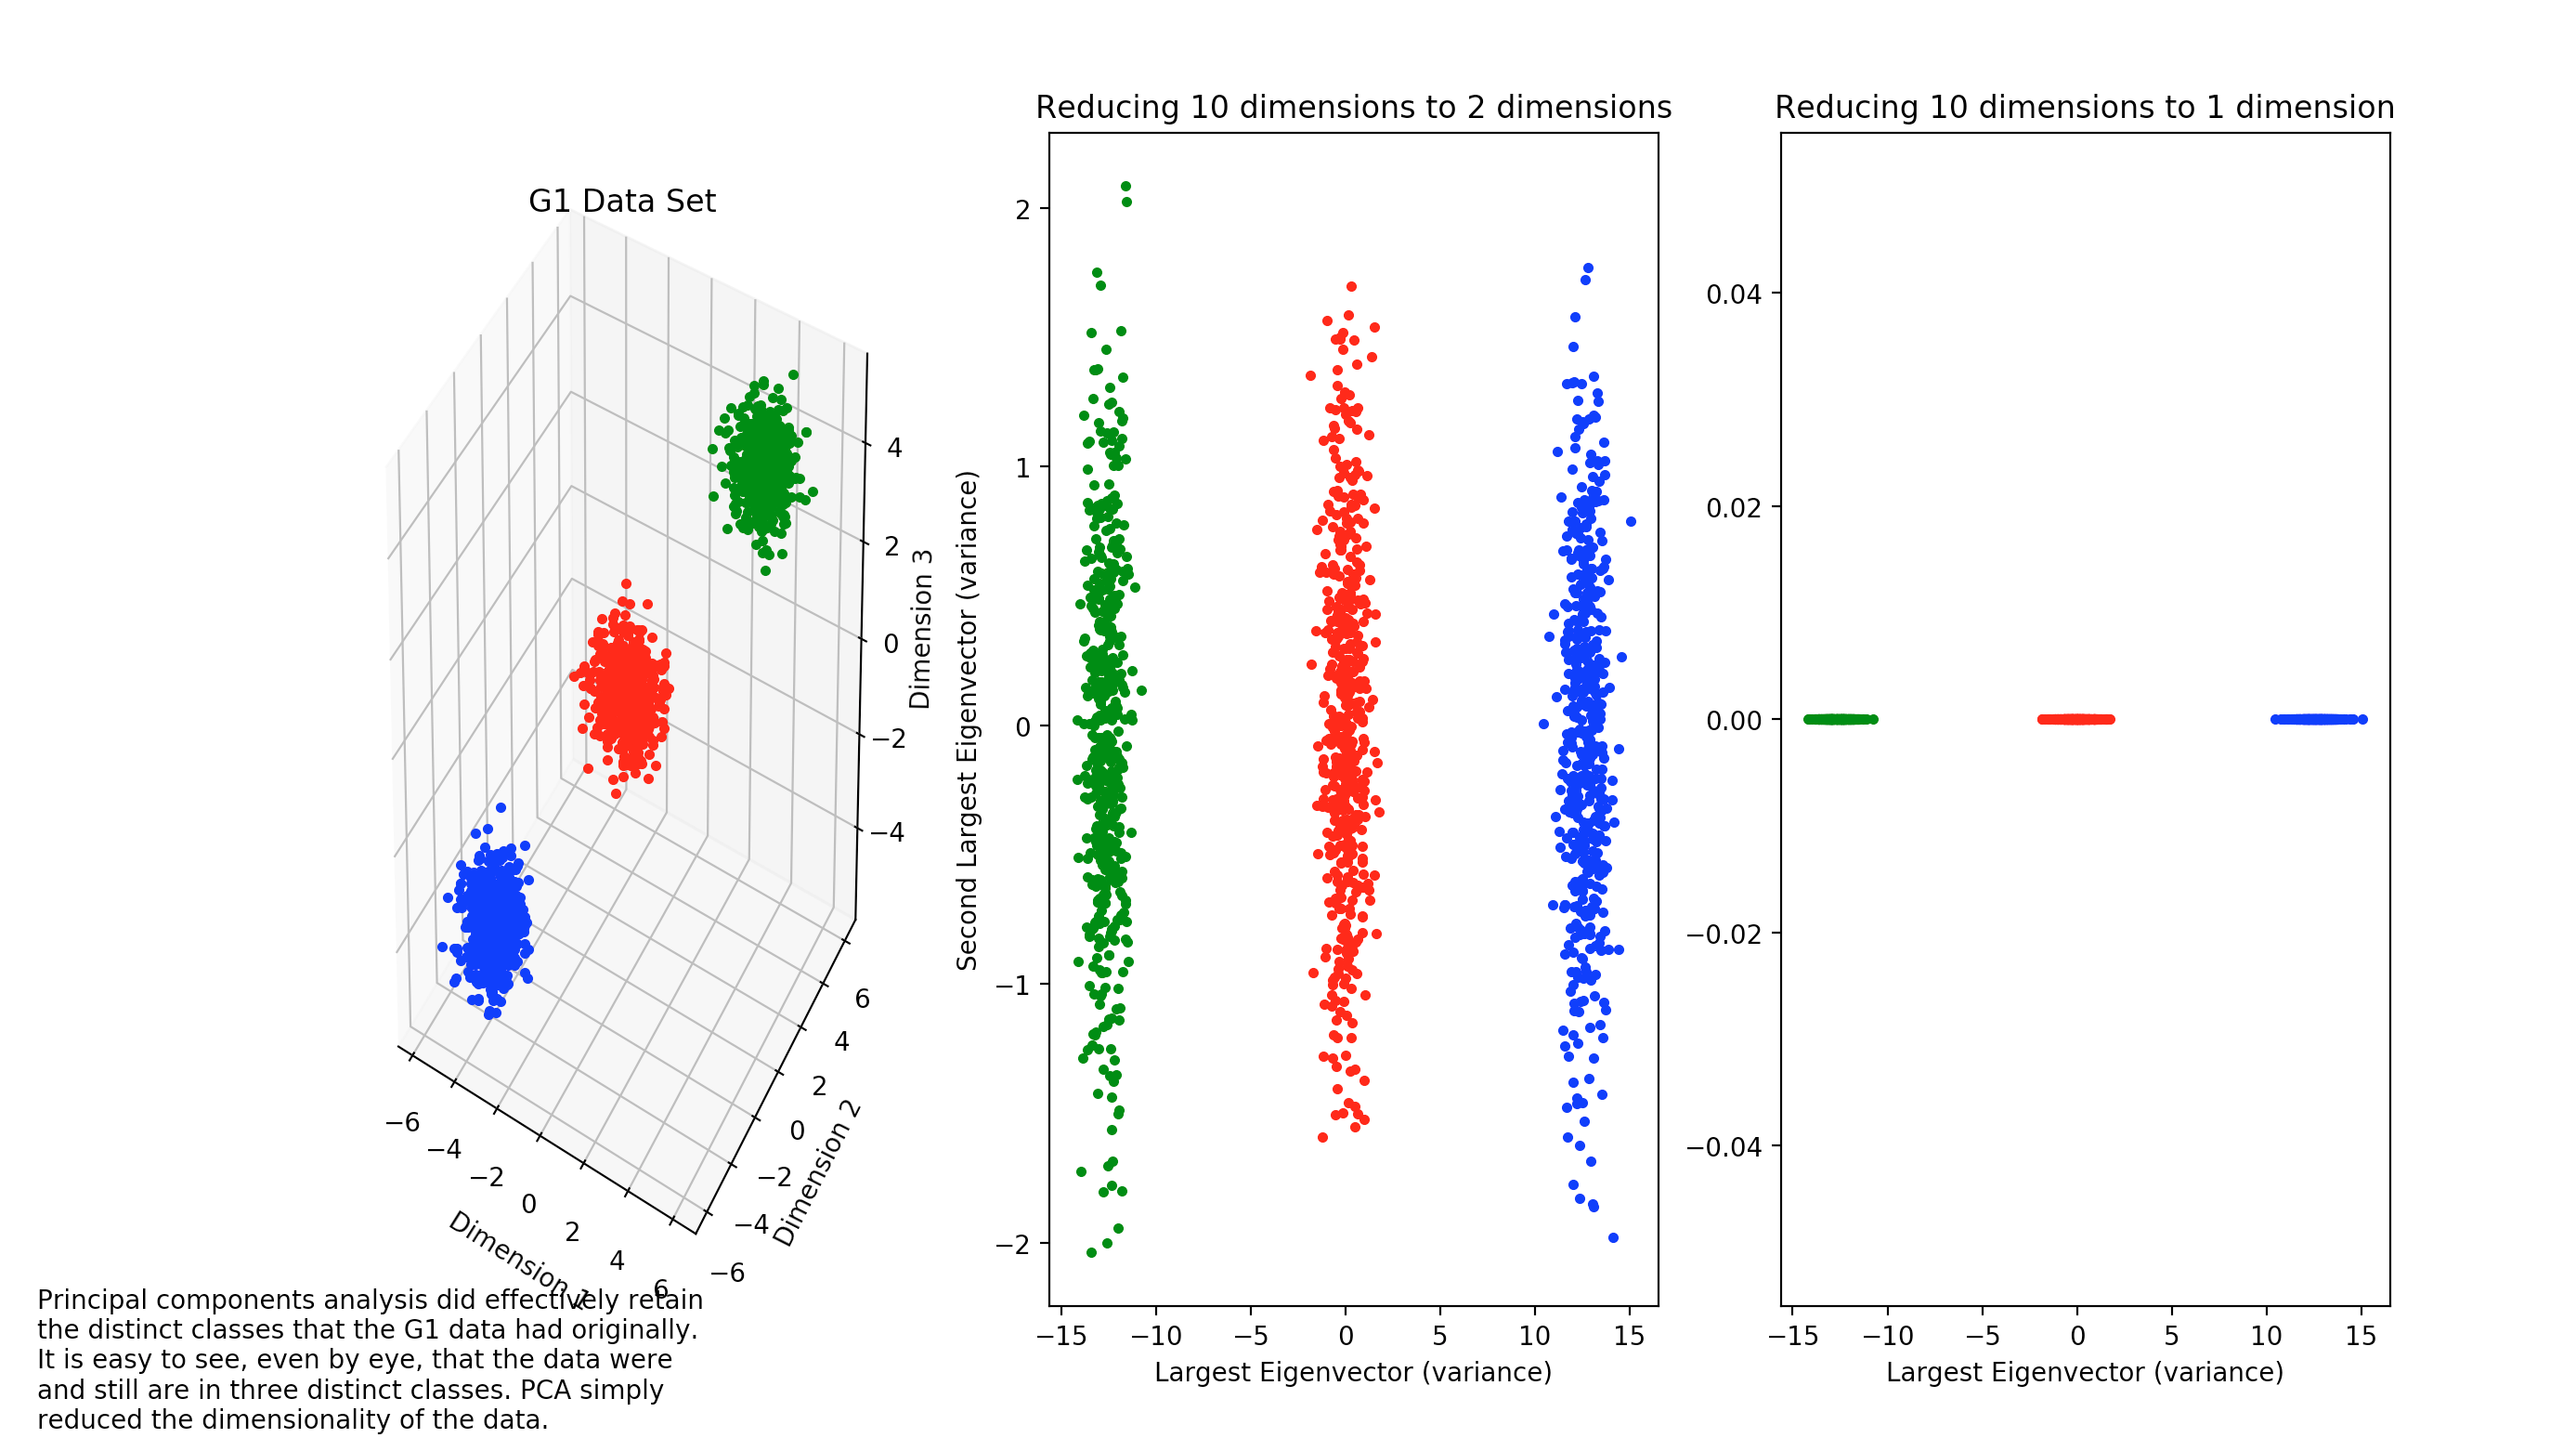 G1 Data Set
4
2
0
−2
−4
Dimension 3
6
4
2
0
−2
−4
−6
Dimension 2
−6
−4
−2
0
2
4
6
Dimension 1
Reducing 10 dimensions to 2 dimensions
2
1
0
−1
−2
Second Largest Eigenvector (variance)
−15 −10 −5 0 5 10 15
Largest Eigenvector (variance)
Reducing 10 dimensions to 1 dimension
0.04
0.02
0.00
−0.02
−0.04
−15 −10 −5 0 5 10 15
Largest Eigenvector (variance)
Principal components analysis did effectively retain
the distinct classes that the G1 data had originally.
It is easy to see, even by eye, that the data were
and still are in three distinct classes. PCA simply
reduced the dimensionality of the data.